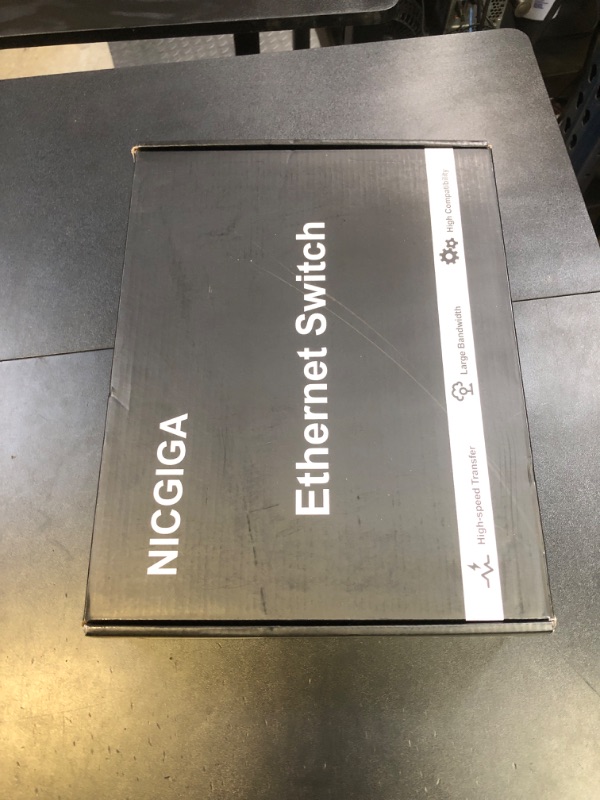 NICGIGA
Ethernet Switch
High-speed Transfer
Large Bandwidth
High Compatibility